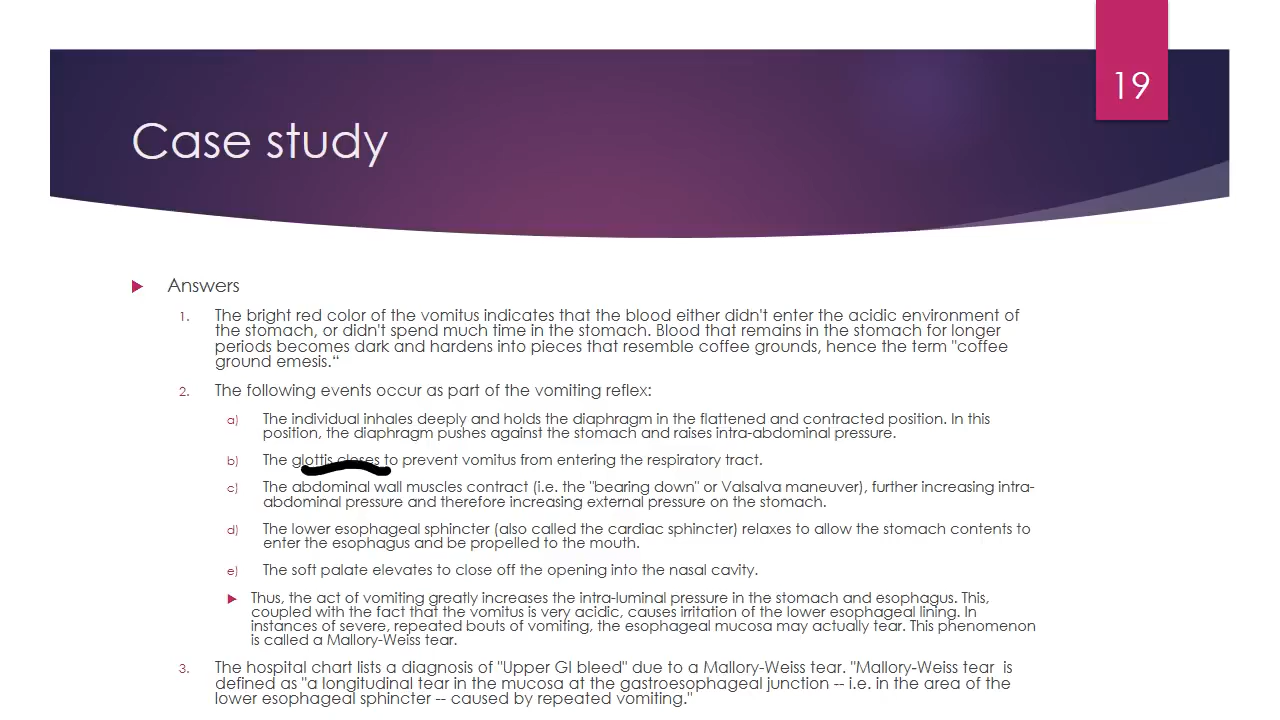 19
Case study
Answers
1. The bright red color of the vomitus indicates that the blood either didn't enter the acidic environment of
the stomach, or didn't spend much time in the stomach. Blood that remains in the stomach for longer
periods becomes dark and hardens into pieces that resemble coffee grounds, hence the term "coffee
ground emesis.“
2. The following events occur as part of the vomiting reflex:
a) The individual inhales deeply and holds the diaphragm in the flattened and contracted position. In this
position, the diaphragm pushes against the stomach and raises intra-abdominal pressure.
b) The glottis closes to prevent vomitus from entering the respiratory tract.
c) The abdominal wall muscles contract (i.e. the "bearing down" or Valsalva maneuver), further increasing intra-
abdominal pressure and therefore increasing external pressure on the stomach.
d) The lower esophageal sphincter (also called the cardiac sphincter) relaxes to allow the stomach contents to
enter the esophagus and be propelled to the mouth.
e) The soft palate elevates to close off the opening into the nasal cavity.
Thus, the act of vomiting greatly increases the intra-luminal pressure in the stomach and esophagus. This,
coupled with the fact that the vomitus is very acidic, causes irritation of the lower esophageal lining. In
instances of severe, repeated bouts of vomiting, the esophageal mucosa may actually tear. This phenomenon
is called a Mallory-Weiss tear.
3. The hospital chart lists a diagnosis of "Upper GI bleed" due to a Mallory-Weiss tear. "Mallory-Weiss tear is
defined as "a longitudinal tear in the mucosa at the gastroesophageal junction -- i.e. in the area of the
lower esophageal sphincter -- caused by repeated vomiting."